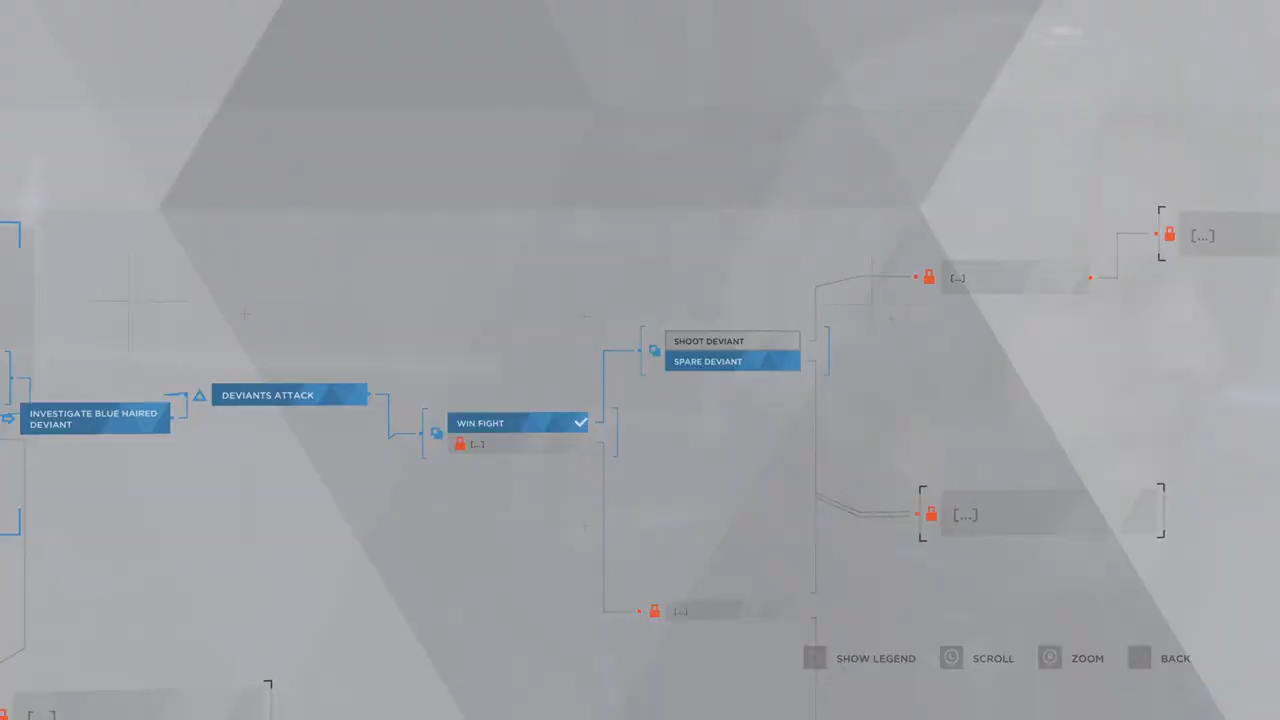 [...]
[...]
SHOOT DEVIANT
SPARE DEVIANT
DEVIANTS ATTACK
INVESTIGATE BLUE HAIRED
DEVIANT
WIN FIGHT
[...]
[...]
[...]
SHOW LEGEND
SCROLL
ZOOM
BACK
[...]